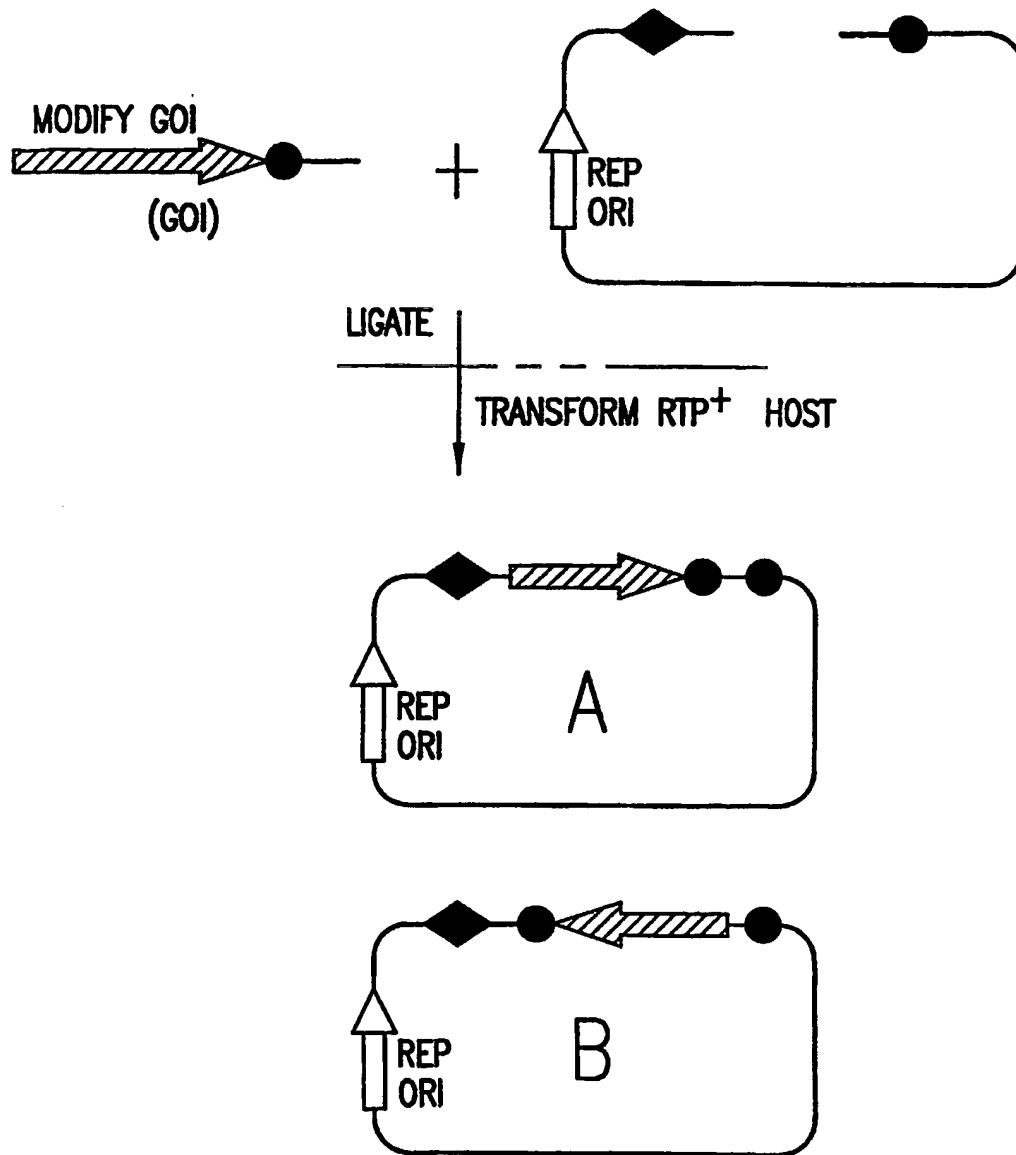 MODIFY GOI
(GOI)
+
REP
ORI
LIGATE
TRANSFORM RTP+ HOST
REP
ORI
A
REP
ORI
B